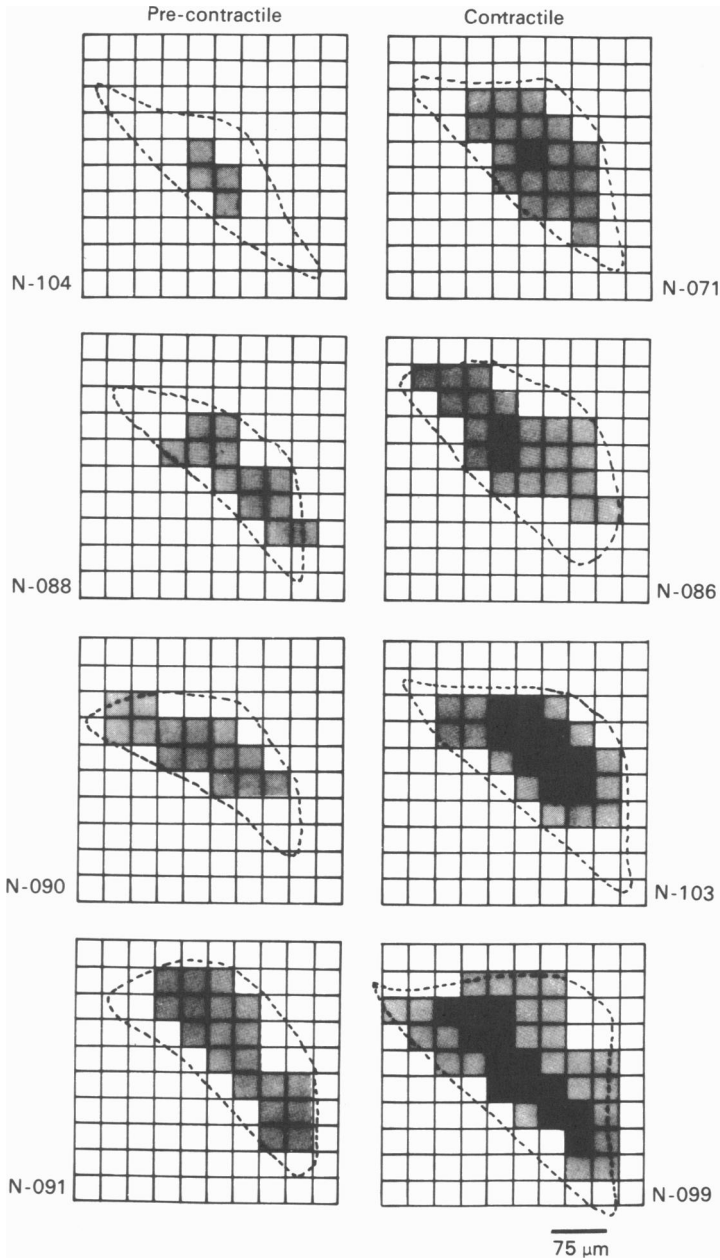 Pre-contractile Contractile
N-104 N-071
N-088 N-086
N-090 N-103
N-091 N-099
75 μm